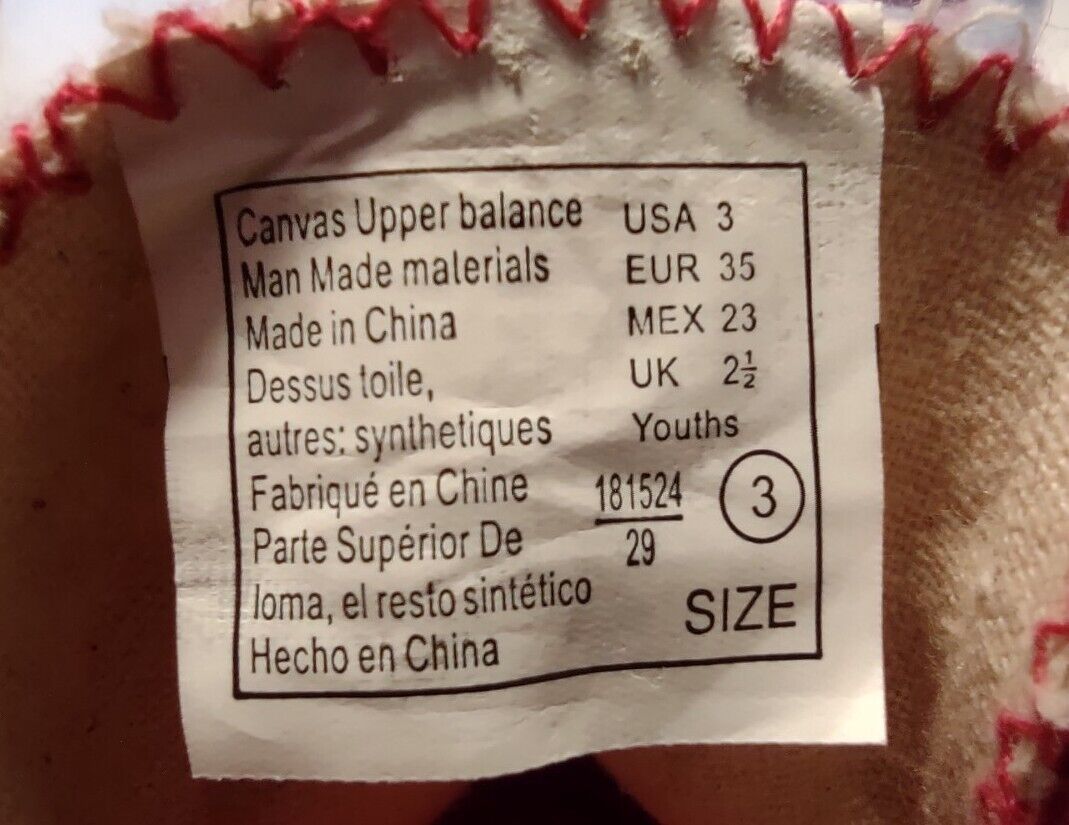 Canvas Upper balance
Man Made materials
Made in China
Dessus toile,
autres: synthetiques
Fabriqué en Chine
Parte Supérior De
loma, el resto sintético
Hecho en China
USA 3
EUR 35
MEX 23
UK 2½
Youths
181524
29
3
SIZE